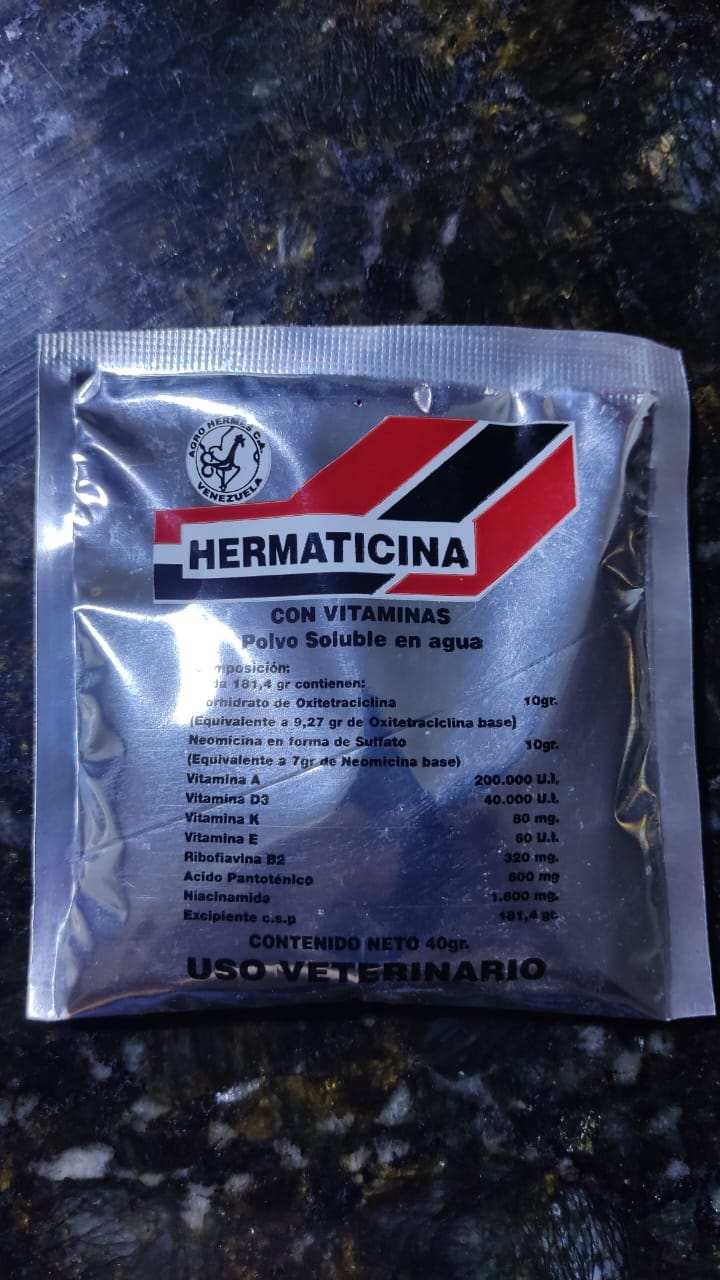 AGRO HERMES C.A.
VENEZUELA
HERMATICINA
CON VITAMINAS
Polvo Soluble en agua
mposición:
da 181,4 gr contienen:
orhidrato de Oxitetraciclina 10gr.
(Equivalente a 9,27 gr de Oxitetraciclina base)
Neomicina en forma de Sulfato 10gr.
(Equivalente a 7gr de Neomicina base)
Vitamina A 200.000 U.I.
Vitamina D3 40.000 U.I.
Vitamina K 80 mg.
Vitamina E 60 U.I.
Riboflavina B2 320 mg.
Acido Pantoténico 600 mg
Niacinamida 1.600 mg.
Excipiente c.s.p 181,4 gr.
CONTENIDO NETO 40gr.
USO VETERINARIO